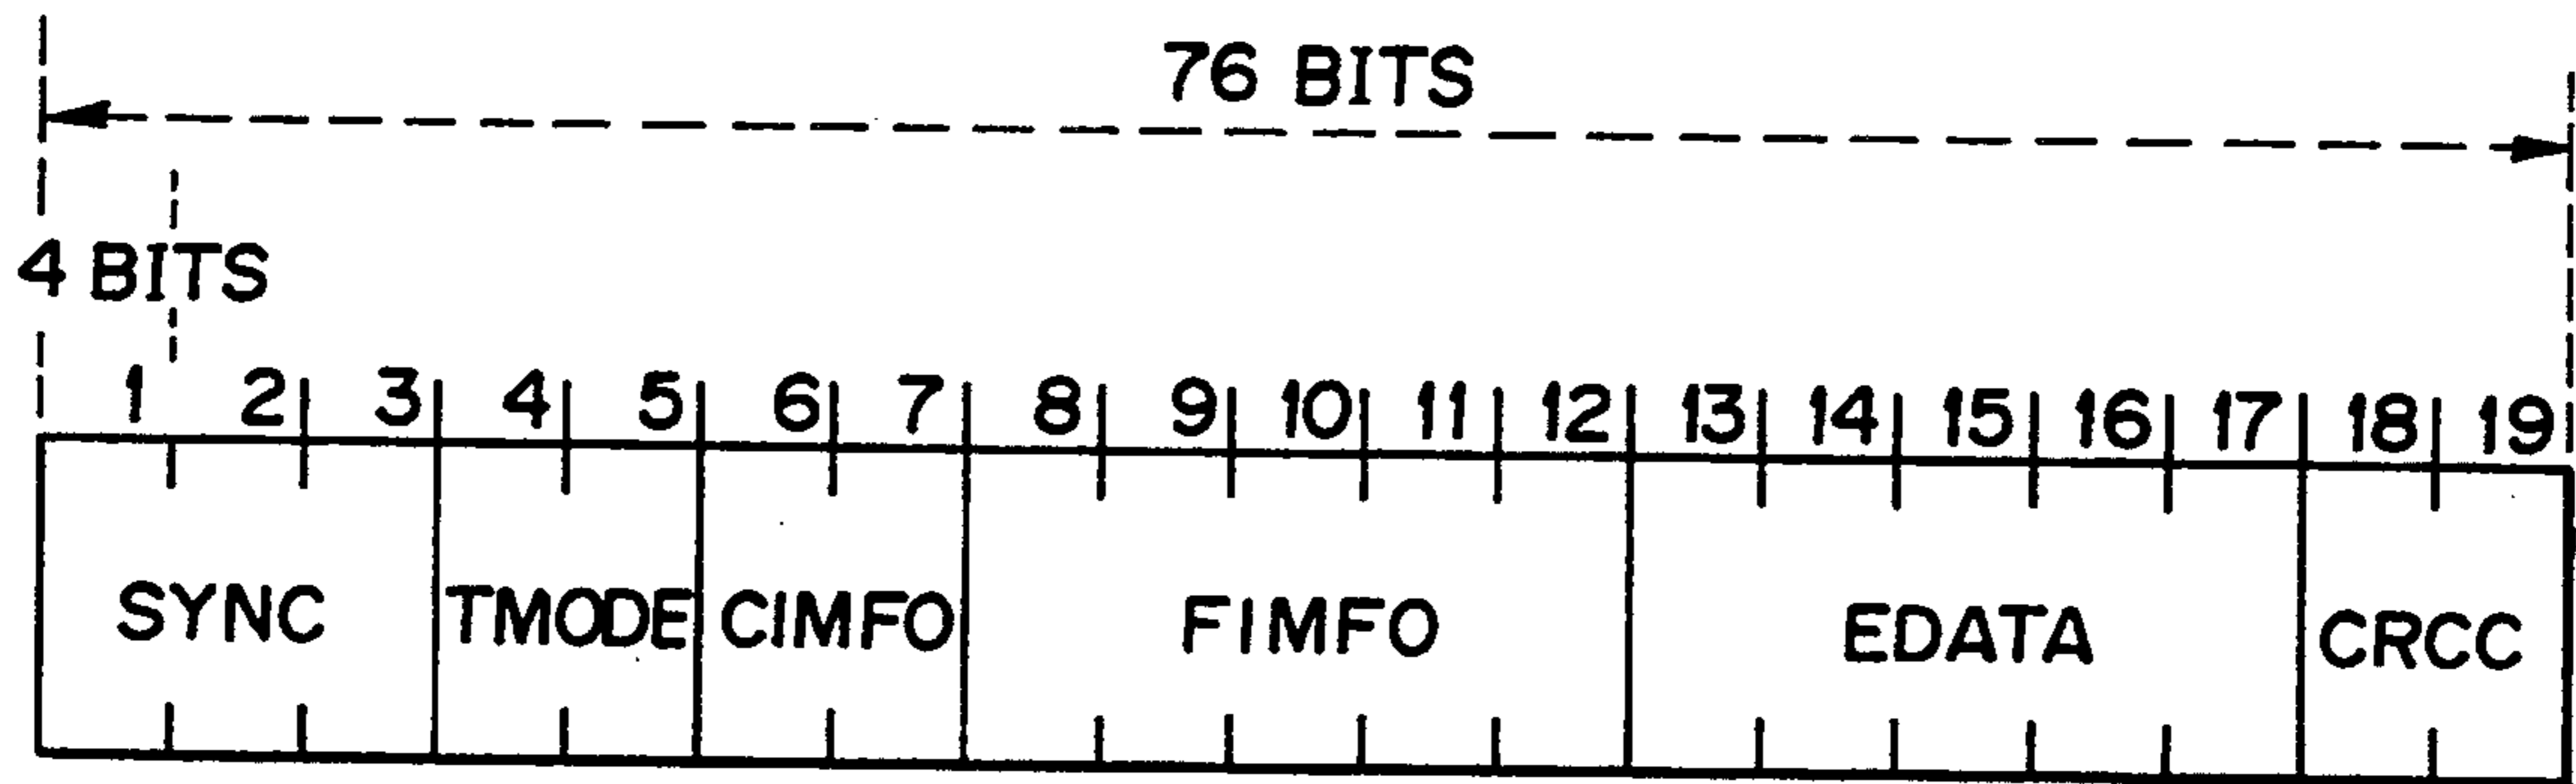 76 BITS
4 BITS
1 2 3 4 5 6 7 8 9 10 11 12 13 14 15 16 17 18 19
SYNC TMODE CIMFO FIMFO EDATA CRCC